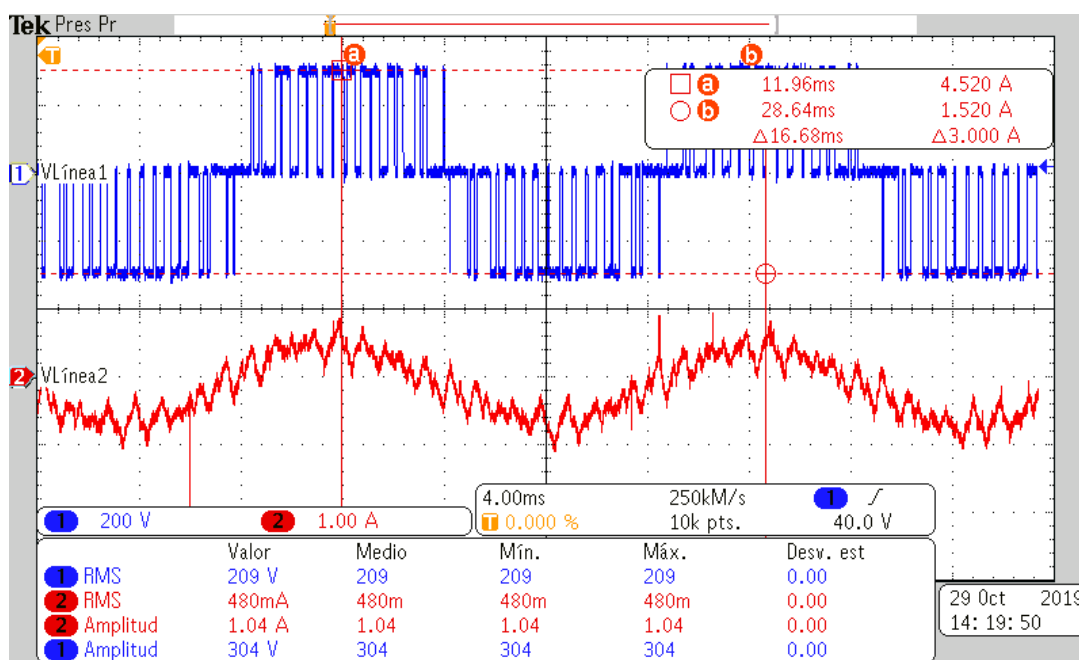 Tek Pres Pr
T
a b
a 11.96ms 4.520 A
b 28.64ms 1.520 A
Δ16.68ms Δ3.000 A
1 VLínea1
2 VLínea2
1 200 V 2 1.00 A
4.00ms 250kM/s 1
T 0.000 % 10k pts. 40.0 V
Valor Medio Mín. Máx. Desv. est
1 RMS 209 V 209 209 209 0.00
2 RMS 480mA 480m 480m 480m 0.00
2 Amplitud 1.04 A 1.04 1.04 1.04 0.00
1 Amplitud 304 V 304 304 304 0.00
29 Oct 2019
14:19:50